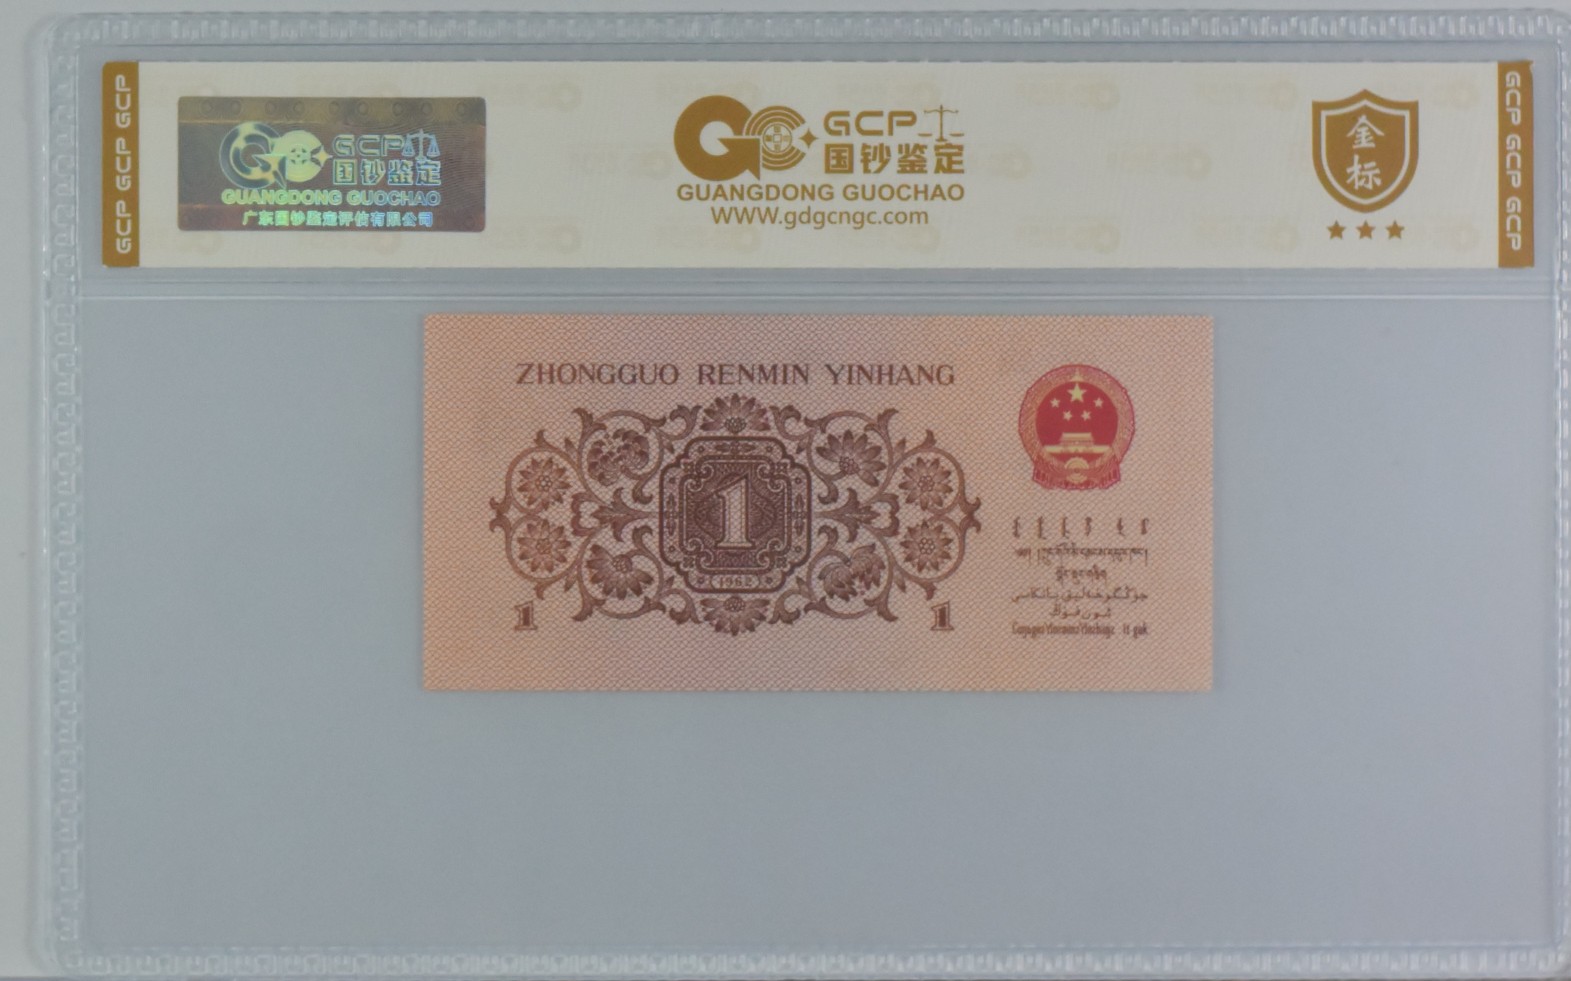 GCP GCP GCP
GCP
国钞鉴定
GUANGDONG GUOCHAO
广东国钞鉴定评估有限公司
GCP
国钞鉴定
GUANGDONG GUOCHAO
WWW.gdgcngc.com
金标
GCP GCP GCP
ZHONGGUO RENMIN YINHANG
1
1962
1
1